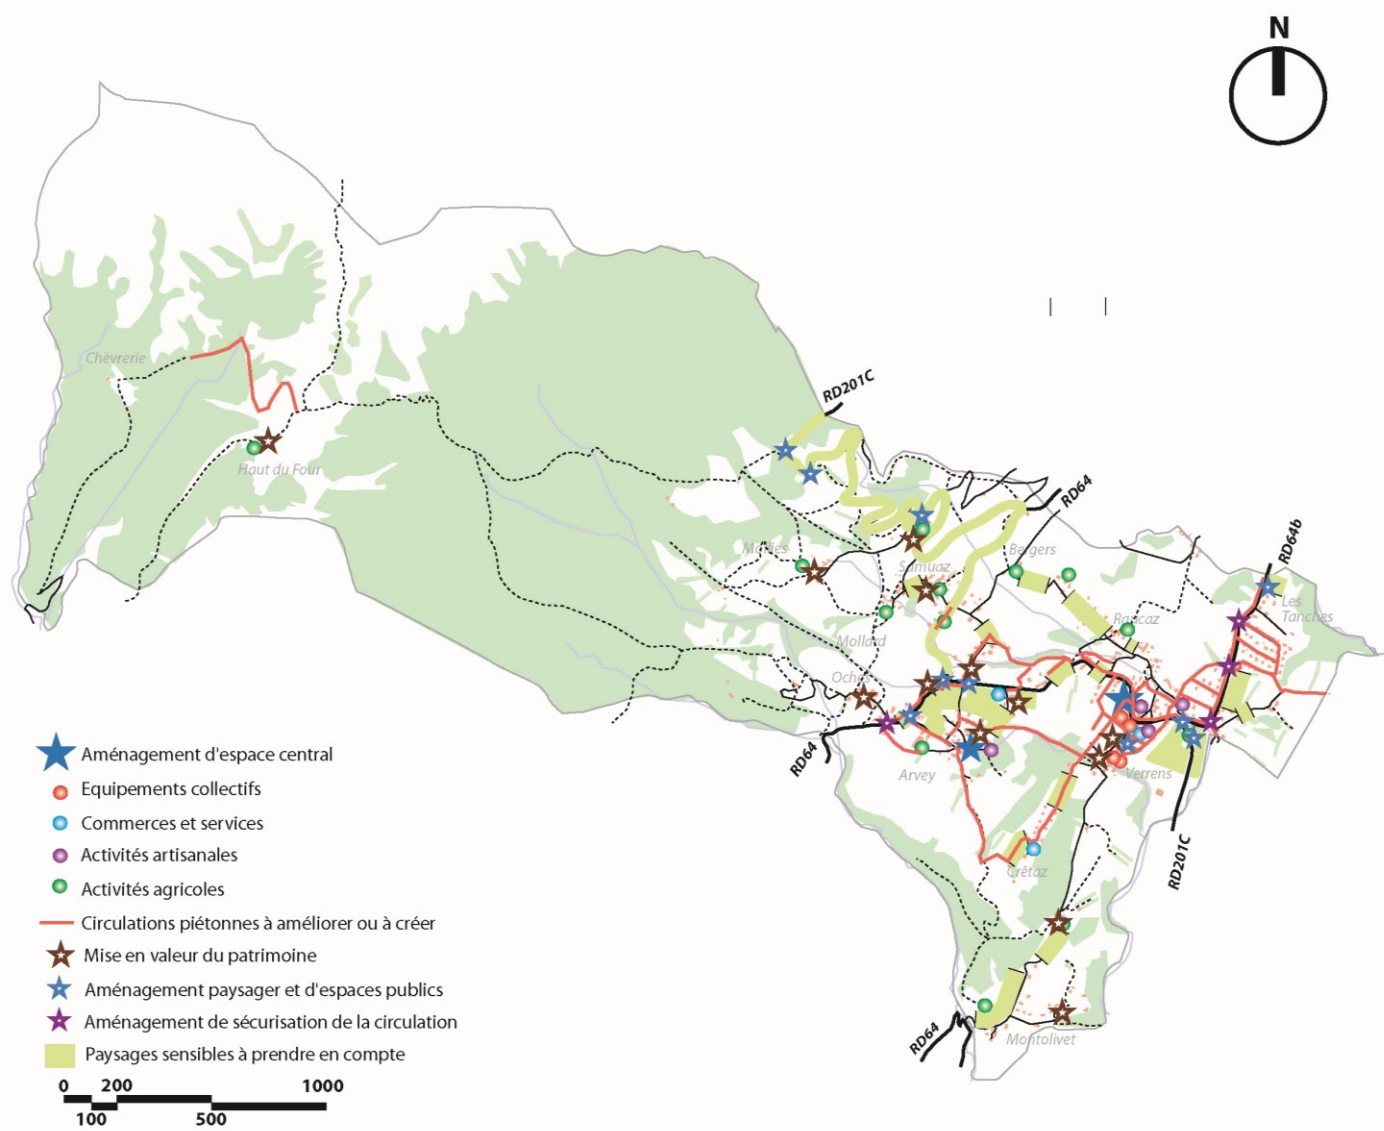 N
RD201C
Chèvrerie
Haut du Four
RD64
RD64b
Bergers
Samuaz
Les
Tanches
Rancaz
Mollard
Oches
RD64
Arvey
Verrens
RD201C
Crêtaz
RD64
Montolivet
Aménagement d'espace central
Equipements collectifs
Commerces et services
Activités artisanales
Activités agricoles
Circulations piétonnes à améliorer ou à créer
Mise en valeur du patrimoine
Aménagement paysager et d'espaces publics
Aménagement de sécurisation de la circulation
Paysages sensibles à prendre en compte
0 200 1000
100 500